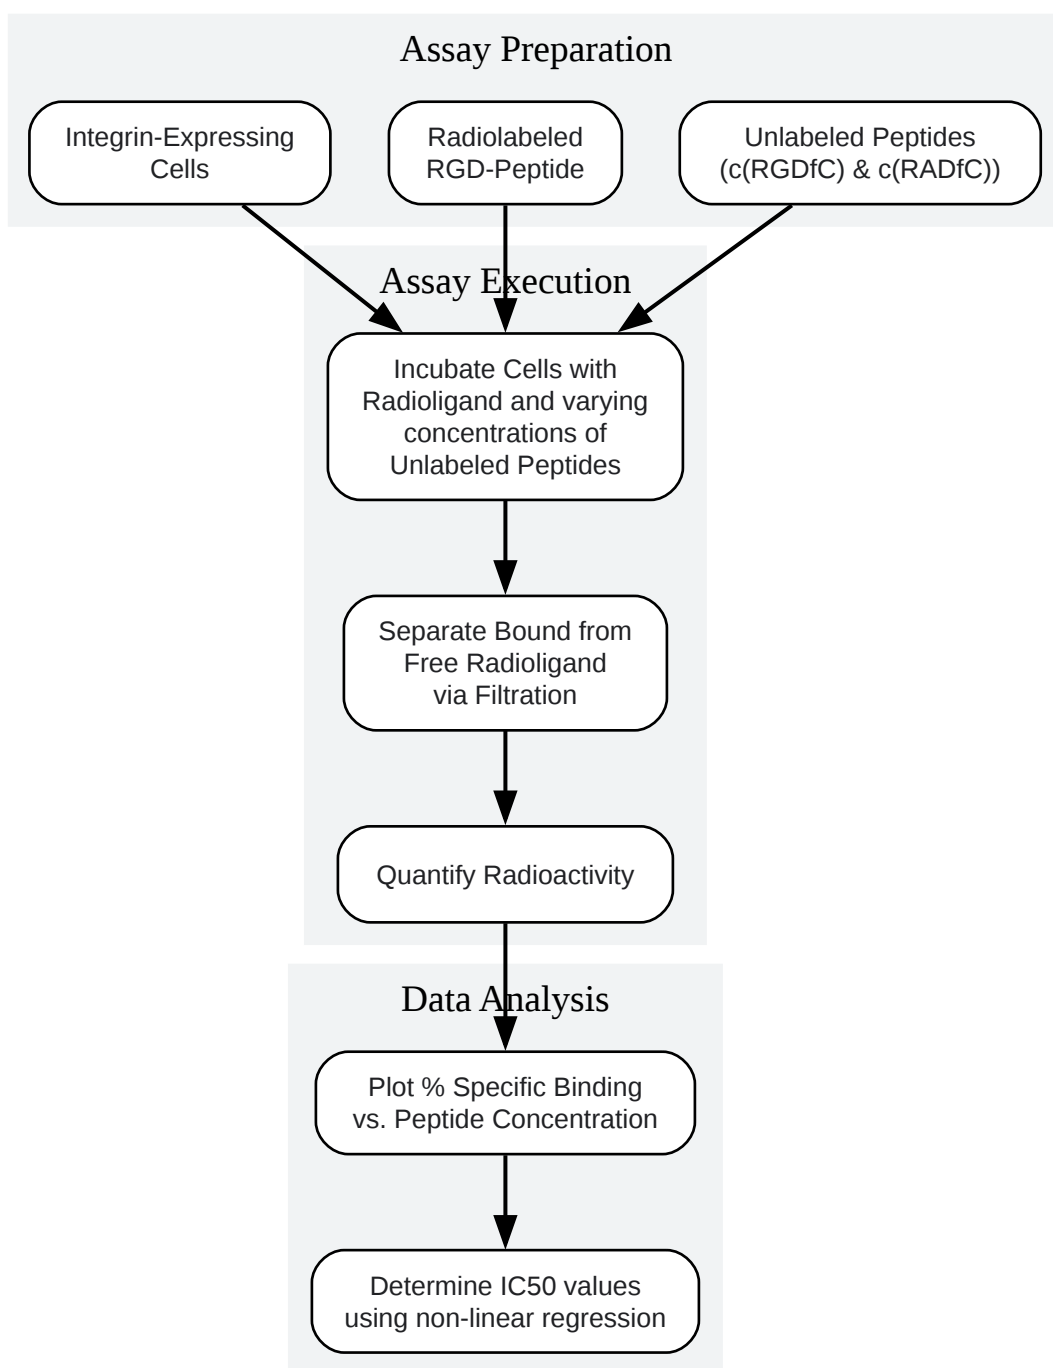 Assay Preparation
Integrin-Expressing
Cells
Radiolabeled
RGD-Peptide
Unlabeled Peptides
(c(RGDfC) & c(RADfC))
Assay Execution
Incubate Cells with
Radioligand and varying
concentrations of
Unlabeled Peptides
Separate Bound from
Free Radioligand
via Filtration
Quantify Radioactivity
Data Analysis
Plot % Specific Binding
vs. Peptide Concentration
Determine IC50 values
using non-linear regression